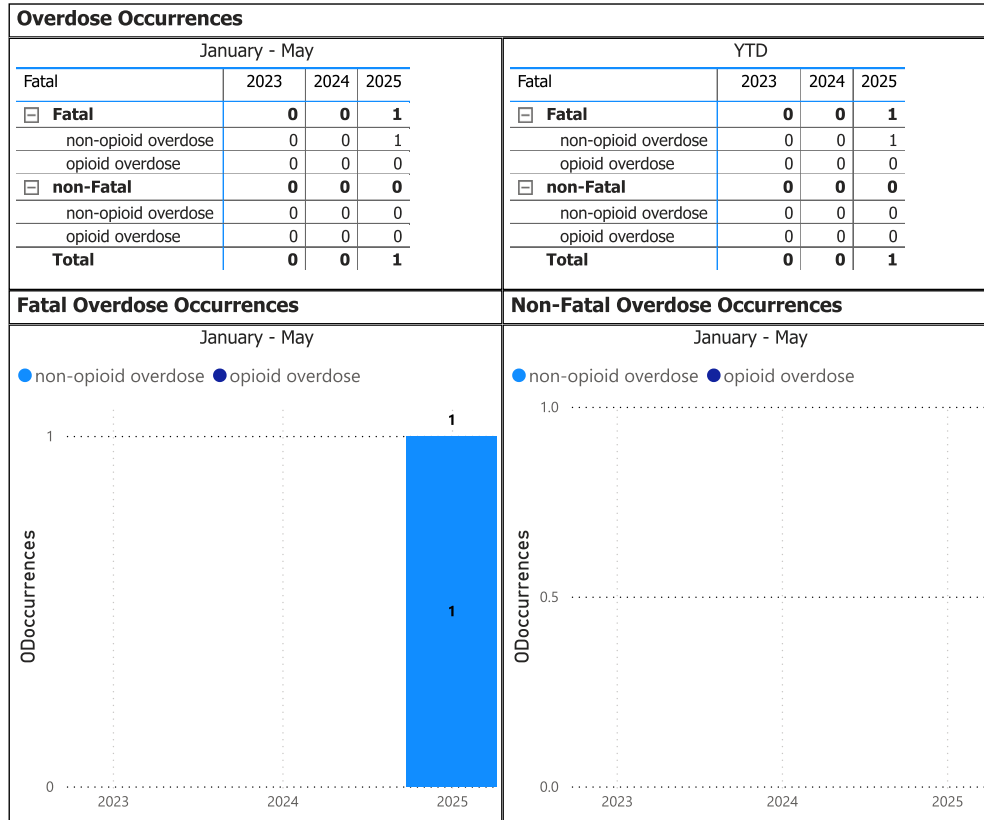 Overdose Occurrences
January - May
Fatal 2023 2024 2025
Fatal 0 0 1
non-opioid overdose 0 0 1
opioid overdose 0 0 0
non-Fatal 0 0 0
non-opioid overdose 0 0 0
opioid overdose 0 0 0
Total 0 0 1
YTD
Fatal 2023 2024 2025
Fatal 0 0 1
non-opioid overdose 0 0 1
opioid overdose 0 0 0
non-Fatal 0 0 0
non-opioid overdose 0 0 0
opioid overdose 0 0 0
Total 0 0 1
Fatal Overdose Occurrences
January - May
non-opioid overdose opioid overdose
1
1
1
0
ODoccurrences
2023 2024 2025
Non-Fatal Overdose Occurrences
January - May
non-opioid overdose opioid overdose
1.0
0.5
0.0
ODoccurrences
2023 2024 2025